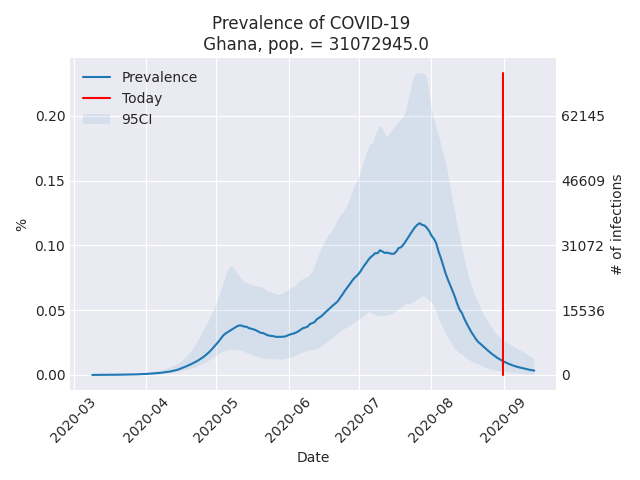 Prevalence of COVID-19
Ghana, pop. = 31072945.0
Prevalence
Today
95CI
0.20
0.15
0.10
0.05
0.00
%
62145
46609
31072
15536
0
# of infections
2020-03
2020-04
2020-05
2020-06
2020-07
2020-08
2020-09
Date